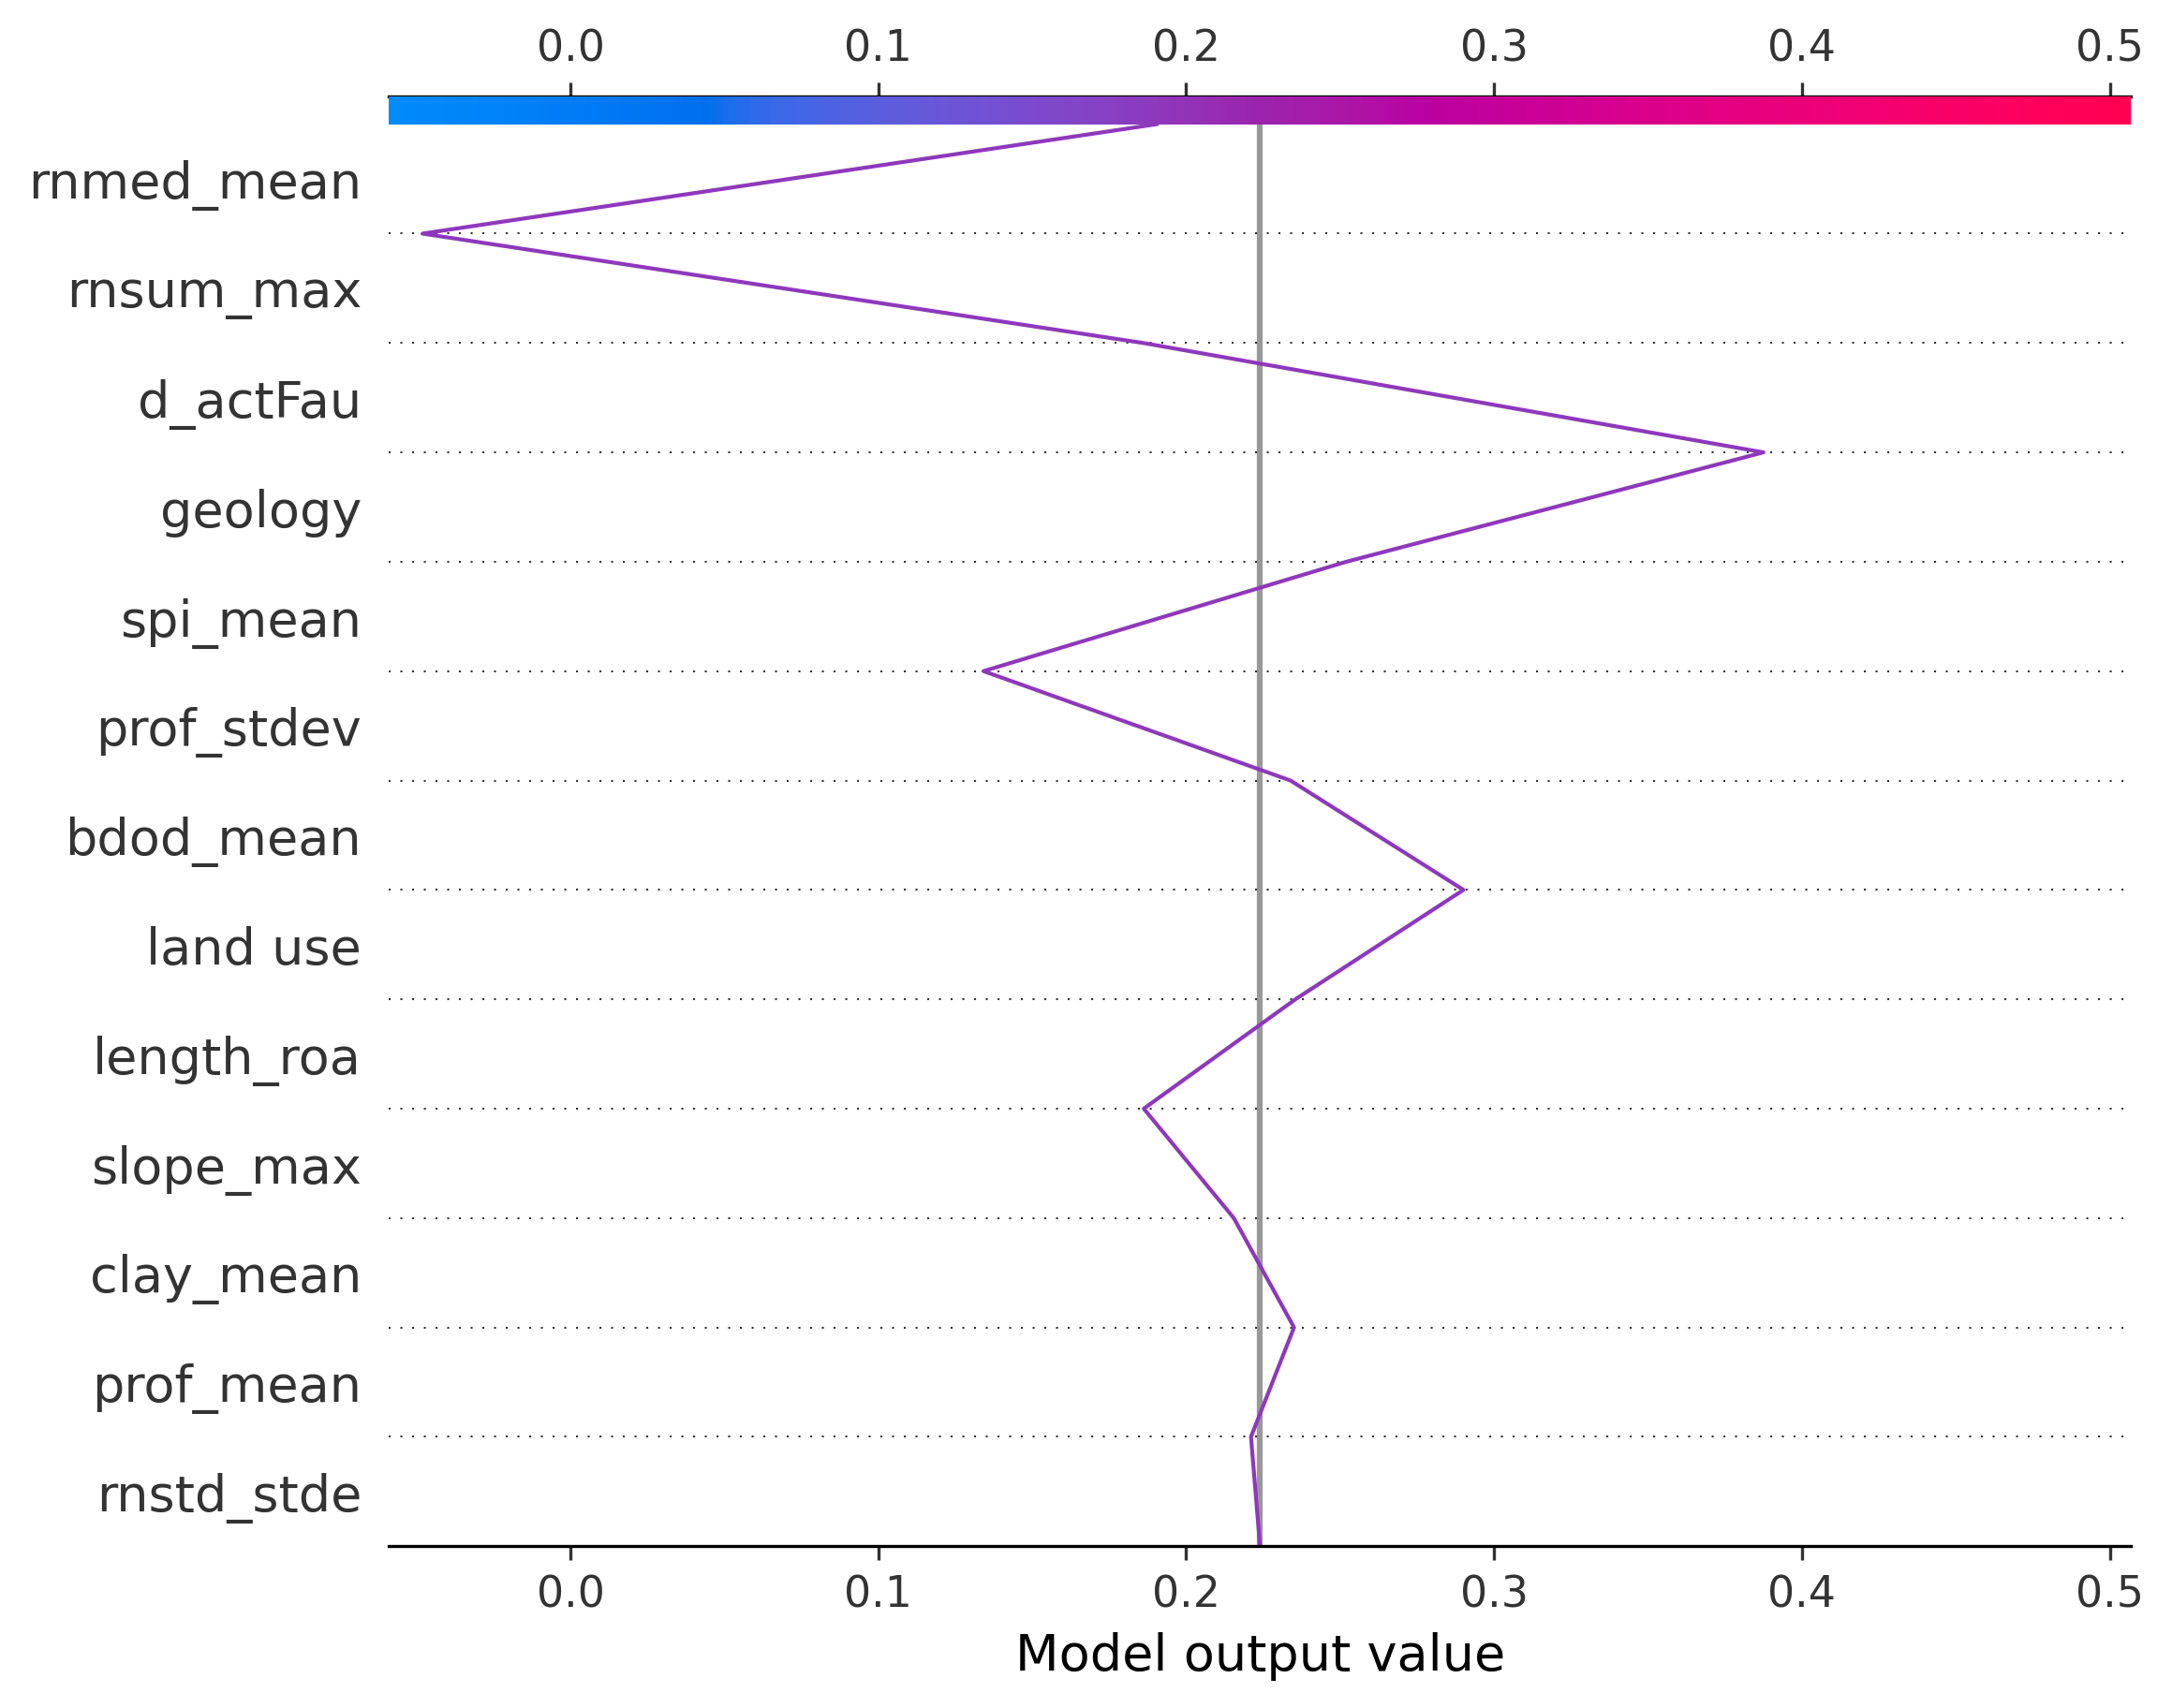 0.0 0.1 0.2 0.3 0.4 0.5
rnmed_mean
rnsum_max
d_actFau
geology
spi_mean
prof_stdev
bdod_mean
land use
length_roa
slope_max
clay_mean
prof_mean
rnstd_stde
0.0 0.1 0.2 0.3 0.4 0.5
Model output value